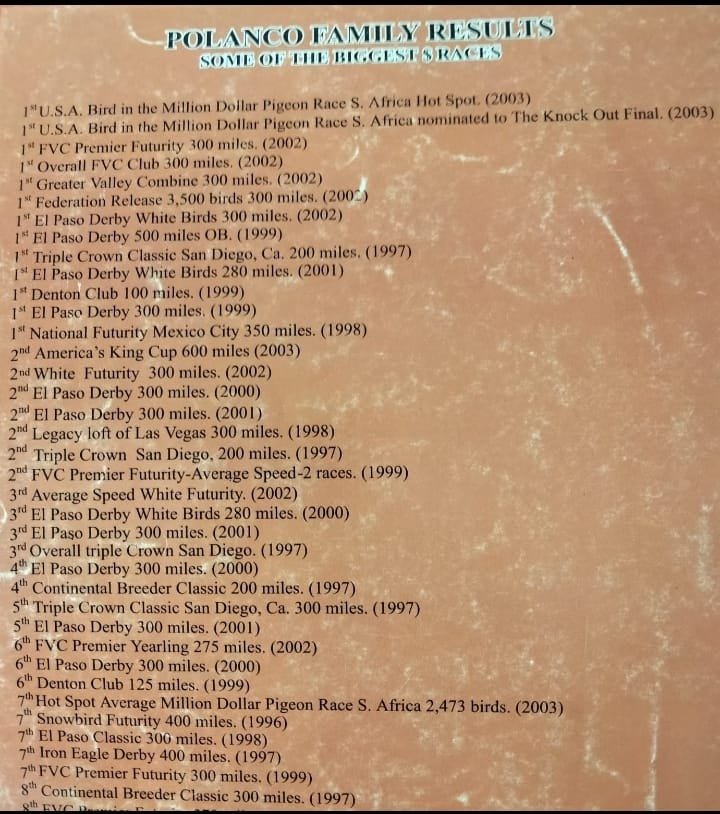 POLANCO FAMILY RESULTS
SOME OF THE BIGGEST $ RACES
1st U.S.A. Bird in the Million Dollar Pigeon Race S. Africa Hot Spot. (2003)
1st U.S.A. Bird in the Million Dollar Pigeon Race S. Africa nominated to The Knock Out Final. (2003)
1st FVC Premier Futurity 300 miles. (2002)
1st Overall FVC Club 300 miles. (2002)
1st Greater Valley Combine 300 miles. (2002)
1st Federation Release 3,500 birds 300 miles. (2002)
1st El Paso Derby White Birds 300 miles. (2002)
1st El Paso Derby 500 miles OB. (1999)
1st Triple Crown Classic San Diego, Ca. 200 miles. (1997)
1st El Paso Derby White Birds 280 miles. (2001)
1st Denton Club 100 miles. (1999)
1st El Paso Derby 300 miles. (1999)
1st National Futurity Mexico City 350 miles. (1998)
2nd America's King Cup 600 miles (2003)
2nd White Futurity 300 miles. (2002)
2nd El Paso Derby 300 miles. (2000)
2nd El Paso Derby 300 miles. (2001)
2nd Legacy loft of Las Vegas 300 miles. (1998)
2nd Triple Crown San Diego, 200 miles. (1997)
2nd FVC Premier Futurity-Average Speed-2 races. (1999)
3rd Average Speed White Futurity. (2002)
3rd El Paso Derby White Birds 280 miles. (2000)
3rd El Paso Derby 300 miles. (2001)
3rd Overall triple Crown San Diego. (1997)
4th El Paso Derby 300 miles. (2000)
4th Continental Breeder Classic 200 miles. (1997)
5th Triple Crown Classic San Diego, Ca. 300 miles. (1997)
5th El Paso Derby 300 miles. (2001)
6th FVC Premier Yearling 275 miles. (2002)
6th El Paso Derby 300 miles. (2000)
6th Denton Club 125 miles. (1999)
7th Hot Spot Average Million Dollar Pigeon Race S. Africa 2,473 birds. (2003)
7th Snowbird Futurity 400 miles. (1996)
7th El Paso Classic 300 miles. (1998)
7th Iron Eagle Derby 400 miles. (1997)
7th FVC Premier Futurity 300 miles. (1999)
8th Continental Breeder Classic 300 miles. (1997)
8th FVC